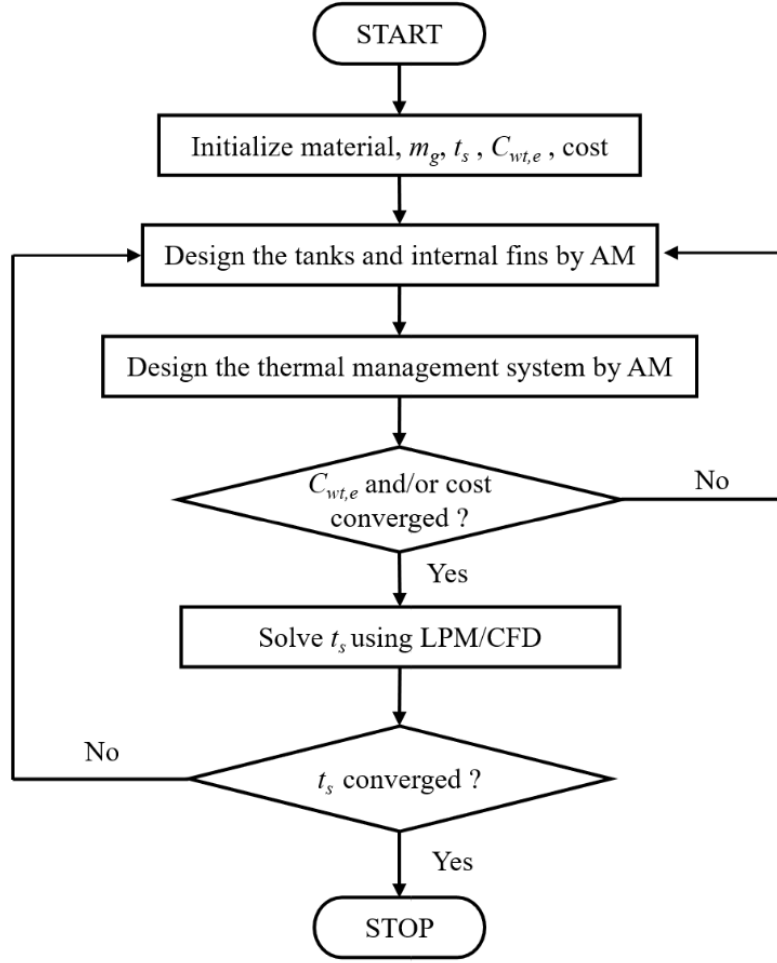 START
Initialize material, m_g, t_s , C_wt,e , cost
Design the tanks and internal fins by AM
Design the thermal management system by AM
C_wt,e and/or cost
converged ?
No
Yes
Solve t_s using LPM/CFD
No
t_s converged ?
Yes
STOP